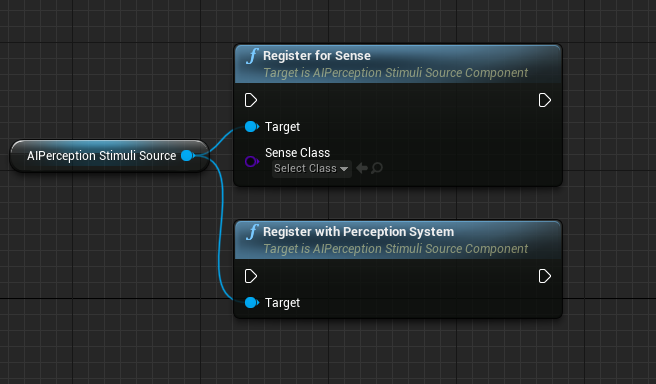 Register for Sense
Target is AIPerception Stimuli Source Component
Target
AIPerception Stimuli Source
Sense Class
Select Class
Register with Perception System
Target is AIPerception Stimuli Source Component
Target